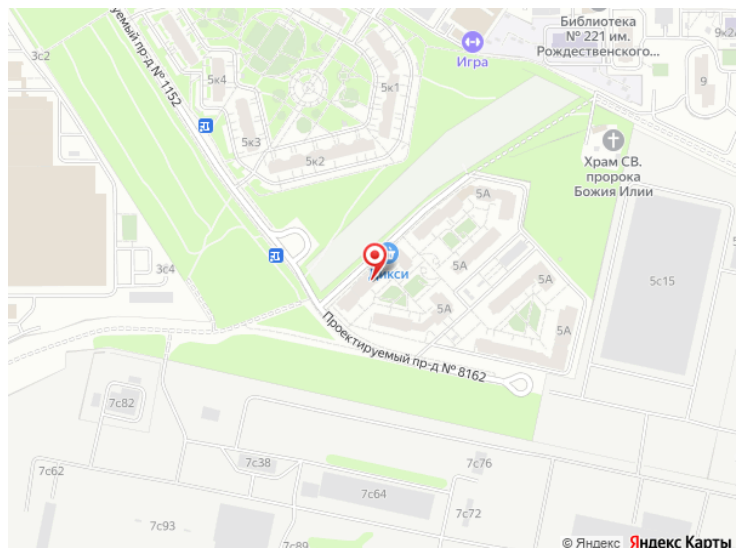 3с2
руемый пр-д № 1152
5к4
5к1
5к3
5к2
Игра
Библиотека
№ 221 им.
Рождественского...
9к2
9
Храм СВ.
пророка
Божия Илии
5А
5А
5А
5А
5А
5с15
3с4
Проектируемый пр-д № 8162
7с82
7с62
7с38
7с76
7с64
7с72
7с93
7с89
© Яндекс Яндекс Карты